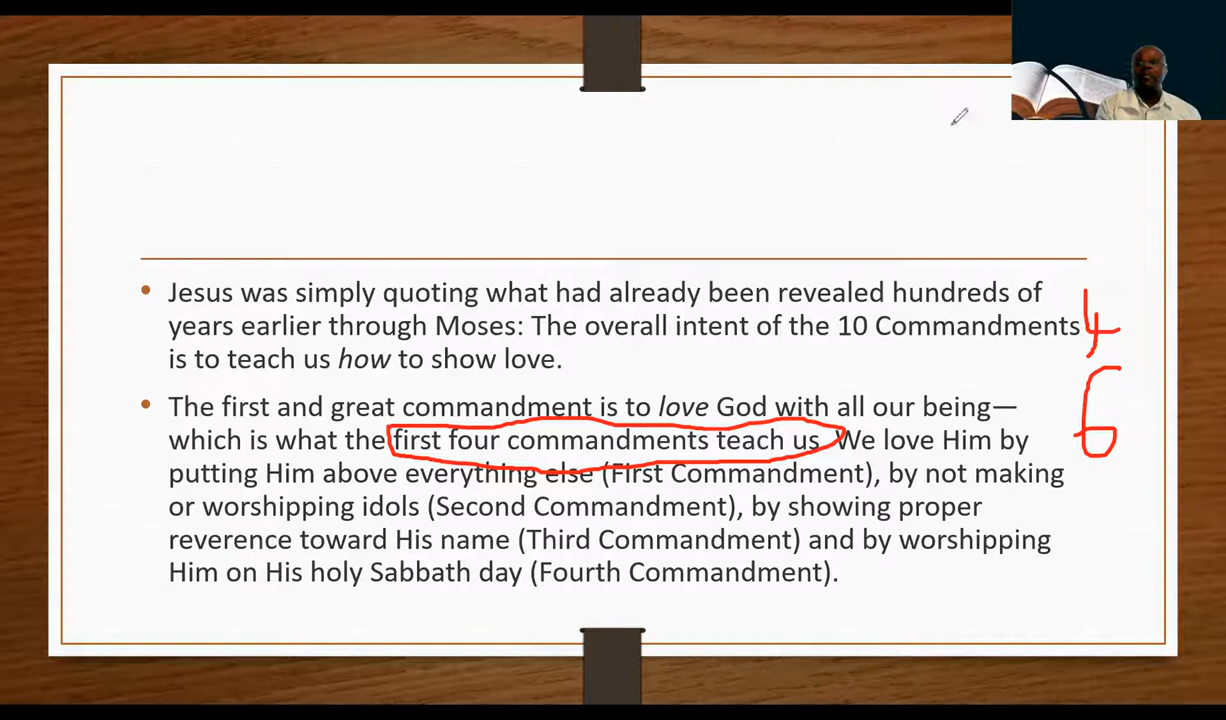 • Jesus was simply quoting what had already been revealed hundreds of
years earlier through Moses: The overall intent of the 10 Commandments
is to teach us how to show love.
4
• The first and great commandment is to love God with all our being—
which is what the first four commandments teach us. We love Him by
6
putting Him above everything else (First Commandment), by not making
or worshipping idols (Second Commandment), by showing proper
reverence toward His name (Third Commandment) and by worshipping
Him on His holy Sabbath day (Fourth Commandment).